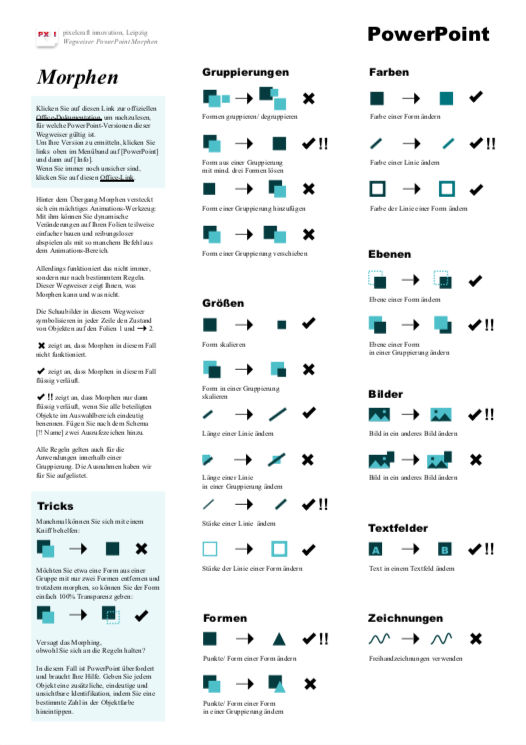 PX !
pixelcraft innovation, Leipzig
Wegweiser PowerPoint Morphen
PowerPoint
Morphen
Klicken Sie auf diesen Link zur offiziellen
Office-Dokumentation, um nachzulesen,
für welche PowerPoint-Versionen dieser
Wegweiser gültig ist.
Um Ihre Version zu ermitteln, klicken Sie
links oben im Menüband auf [PowerPoint]
und dann auf [Info].
Wenn Sie immer noch unsicher sind,
klicken Sie auf diesen Office-Link.
Hinter dem Übergang Morphen versteckt
sich ein mächtiges Animations-Werkzeug:
Mit ihm können Sie dynamische
Veränderungen auf Ihren Folien teilweise
einfacher bauen und reibungsloser
abspielen als mit so manchem Befehl aus
dem Animations-Bereich.
Allerdings funktioniert das nicht immer,
sondern nur nach bestimmten Regeln.
Dieser Wegweiser zeigt Ihnen, was
Morphen kann und was nicht.
Die Schaubilder in diesem Wegweiser
symbolisieren in jeder Zeile den Zustand
von Objekten auf den Folien 1 und → 2.
✖ zeigt an, dass Morphen in diesem Fall
nicht funktioniert.
✔ zeigt an, dass Morphen in diesem Fall
flüssig verläuft.
✔!! zeigt an, dass Morphen nur dann
flüssig verläuft, wenn Sie alle beteiligten
Objekte im Auswahlbereich eindeutig
benennen. Fügen Sie nach dem Schema
[!! Name] zwei Ausrufezeichen hinzu.
Alle Regeln gelten auch für die
Anwendungen innerhalb einer
Gruppierung. Die Ausnahmen haben wir
für Sie aufgelistet.
Tricks
Manchmal können Sie sich mit einem
Kniff behelfen:
Möchten Sie etwa eine Form aus einer
Gruppe mit nur zwei Formen entfernen und
trotzdem morphen, so können Sie der Form
einfach 100% Transparenz geben:
Versagt das Morphing,
obwohl Sie sich an die Regeln halten?
In diesem Fall ist PowerPoint überfordert
und braucht Ihre Hilfe. Geben Sie jedem
Objekt eine zusätzliche, eindeutige und
unsichtbare Identifikation, indem Sie eine
bestimmte Zahl in der Objektfarbe
hineintippen.
Gruppierungen
Formen gruppieren/ degruppieren
!!
Form aus einer Gruppierung
mit mind. drei Formen lösen
Form einer Gruppierung hinzufügen
Form einer Gruppierung verschieben
Größen
Form skalieren
Form in einer Gruppierung
skalieren
Länge einer Linie ändern
Länge einer Linie
in einer Gruppierung ändern
!!
Stärke einer Linie ändern
Stärke der Linie einer Form ändern
Formen
!!
Punkte/ Form einer Form ändern
Punkte/ Form einer Form
in einer Gruppierung ändern
Farben
Farbe einer Form ändern
!!
Farbe einer Linie ändern
Farbe der Linie einer Form ändern
Ebenen
Ebene einer Form ändern
!!
Ebene einer Form
in einer Gruppierung ändern
Bilder
!!
Bild in ein anderes Bild ändern
Bild in ein anderes Bild ändern
Textfelder
A B !!
Text in einem Textfeld ändern
Zeichnungen
Freihandzeichnungen verwenden